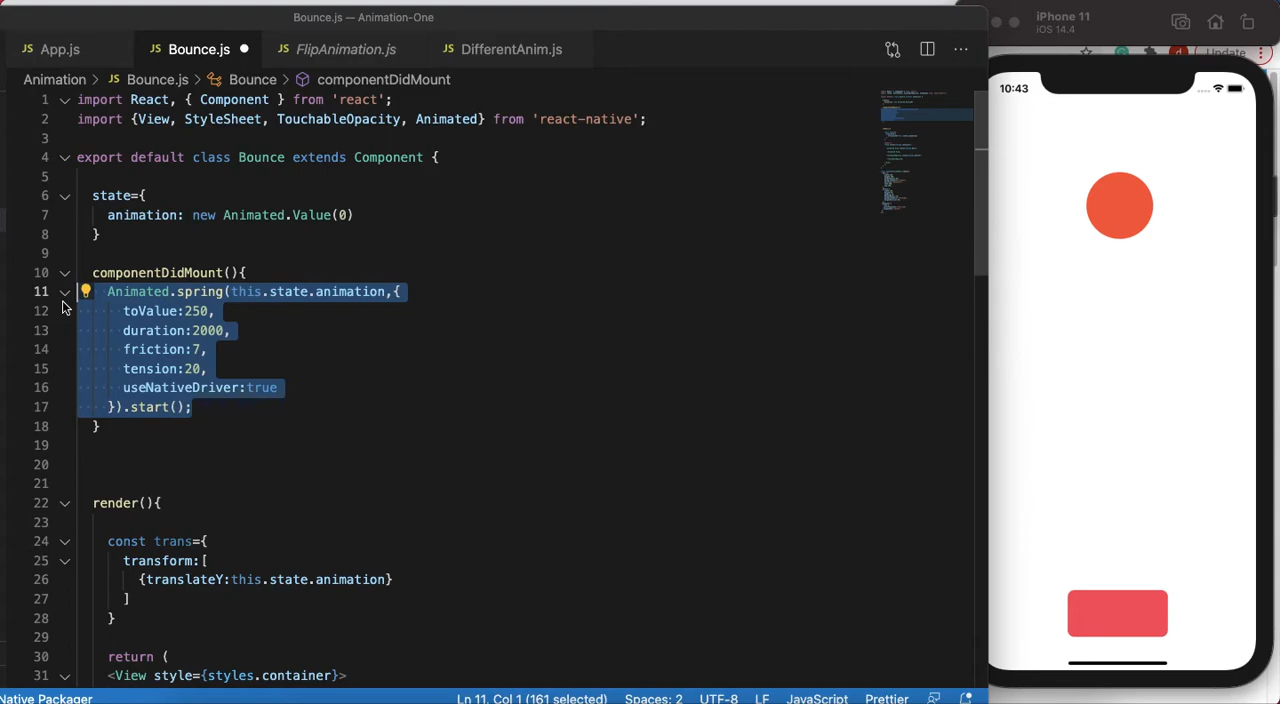 Bounce.js — Animation-One
iPhone 11
iOS 14.4
JS App.js
JS Bounce.js
JS FlipAnimation.js
JS DifferentAnim.js
Update
Animation > JS Bounce.js > Bounce > componentDidMount
10:43
1 import React, { Component } from 'react';
2 import {View, StyleSheet, TouchableOpacity, Animated} from 'react-native';
3
4 export default class Bounce extends Component {
5
6 state={
7 animation: new Animated.Value(0)
8 }
9
10 componentDidMount(){
11 Animated.spring(this.state.animation,{
12 toValue:250,
13 duration:2000,
14 friction:7,
15 tension:20,
16 useNativeDriver:true
17 }).start();
18 }
19
20
21
22 render(){
23
24 const trans={
25 transform:[
26 {translateY:this.state.animation}
27 ]
28 }
29
30 return (
31 <View style={styles.container}>
Native Packager
Ln 11, Col 1 (161 selected)
Spaces: 2
UTF-8
LF
JavaScript
Prettier